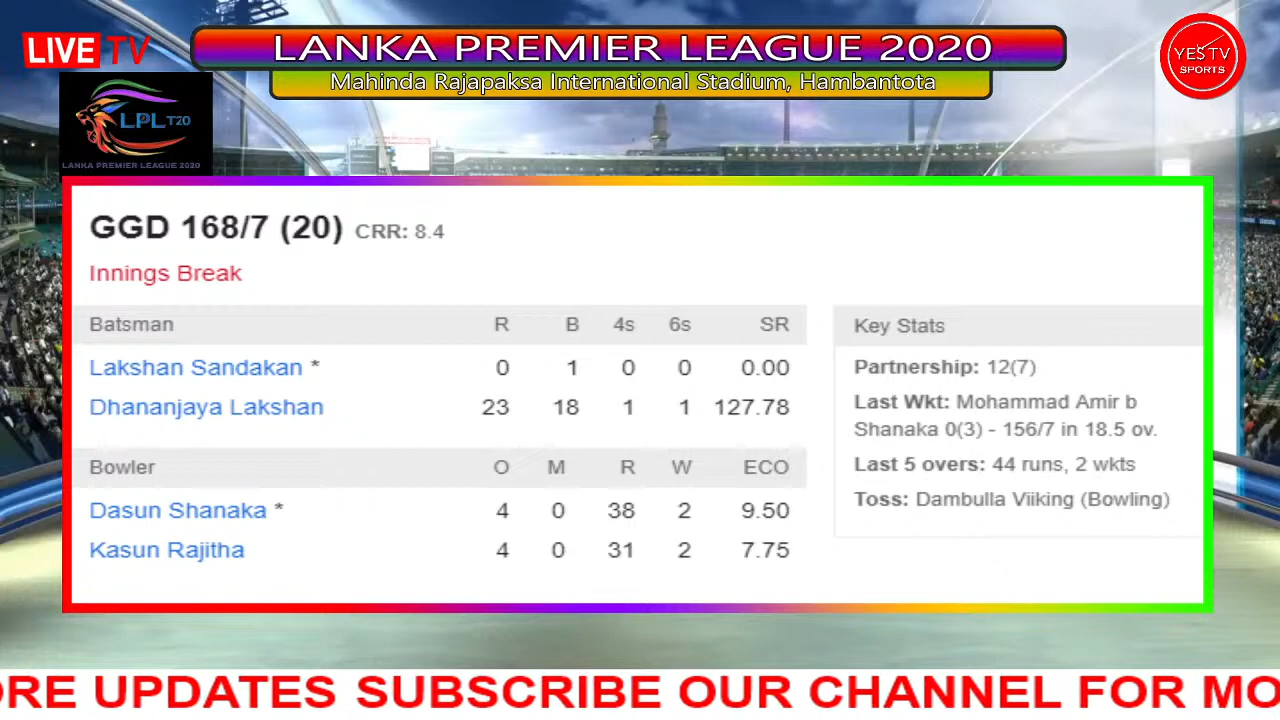 LIVE TV
LANKA PREMIER LEAGUE 2020
Mahinda Rajapaksa International Stadium, Hambantota
YES TV
SPORTS
LPL T20
LANKA PREMIER LEAGUE 2020
GGD 168/7 (20) CRR: 8.4
Innings Break
Batsman R B 4s 6s SR
Lakshan Sandakan * 0 1 0 0 0.00
Dhananjaya Lakshan 23 18 1 1 127.78
Bowler O M R W ECO
Dasun Shanaka * 4 0 38 2 9.50
Kasun Rajitha 4 0 31 2 7.75
Key Stats
Partnership: 12(7)
Last Wkt: Mohammad Amir b
Shanaka 0(3) - 156/7 in 18.5 ov.
Last 5 overs: 44 runs, 2 wkts
Toss: Dambulla Viiking (Bowling)
ORE UPDATES SUBSCRIBE OUR CHANNEL FOR MO